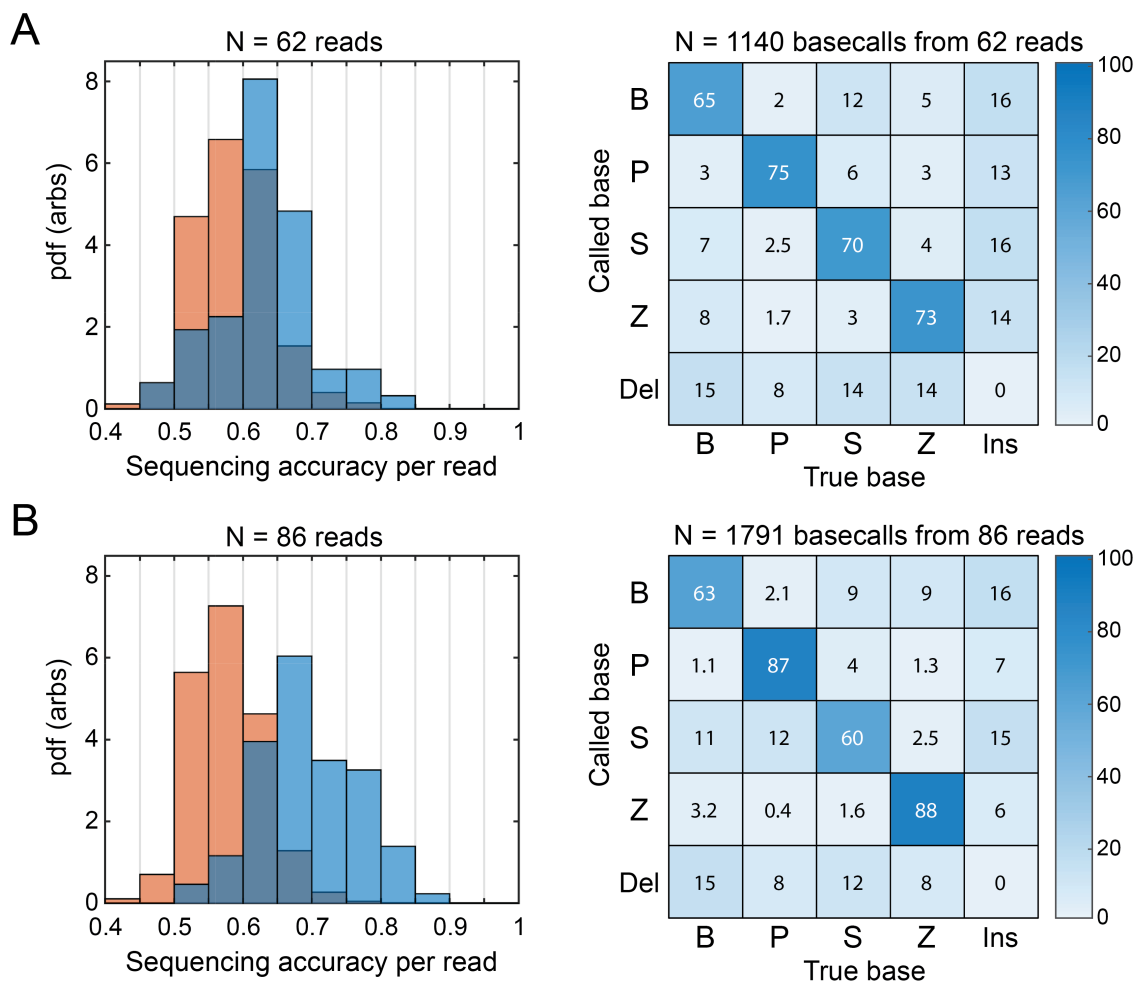 A
N = 62 reads
8
6
4
2
0
pdf (arbs)
0.4 0.5 0.6 0.7 0.8 0.9 1
Sequencing accuracy per read
N = 1140 basecalls from 62 reads
Called base
B 65 2 12 5 16
P 3 75 6 3 13
S 7 2.5 70 4 16
Z 8 1.7 3 73 14
Del 15 8 14 14 0
B P S Z Ins
True base
100
80
60
40
20
0
B
N = 86 reads
8
6
4
2
0
pdf (arbs)
0.4 0.5 0.6 0.7 0.8 0.9 1
Sequencing accuracy per read
N = 1791 basecalls from 86 reads
Called base
B 63 2.1 9 9 16
P 1.1 87 4 1.3 7
S 11 12 60 2.5 15
Z 3.2 0.4 1.6 88 6
Del 15 8 12 8 0
B P S Z Ins
True base
100
80
60
40
20
0